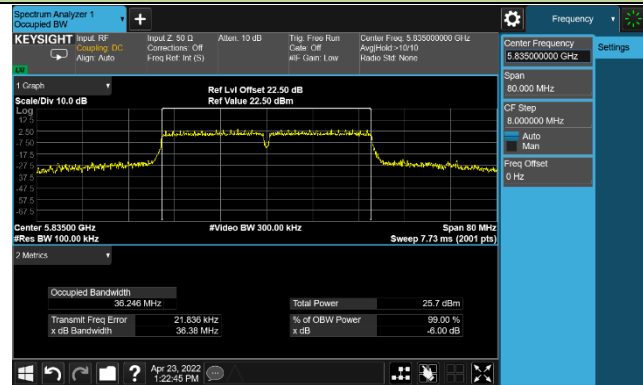 Spectrum Analyzer 1
Occupied BW
+
Frequency
KEYSIGHT
Input: RF
Coupling: DC
Align: Auto
Input Z: 50 Ω
Corrections: Off
Freq Ref: Int (S)
Atten: 10 dB
Trig: Free Run
Gate: Off
#IF Gain: Low
Center Freq: 5.835000000 GHz
Avg|Hold:>10/10
Radio Std: None
LW
1 Graph
Scale/Div 10.0 dB
Ref Lvl Offset 22.50 dB
Ref Value 22.50 dBm
Log
12.5
2.50
-7.50
-17.5
-27.5
-37.5
-47.5
-57.5
-67.5
Center 5.83500 GHz
#Video BW 300.00 kHz
Span 80 MHz
#Res BW 100.00 kHz
Sweep 7.73 ms (2001 pts)
2 Metrics
Occupied Bandwidth
36.246 MHz
Total Power
25.7 dBm
Transmit Freq Error
21.836 kHz
% of OBW Power
99.00 %
x dB Bandwidth
36.38 MHz
x dB
-6.00 dB
Apr 23, 2022
1:22:45 PM
?
Center Frequency
5.835000000 GHz
Settings
Span
80.000 MHz
CF Step
8.000000 MHz
Auto
Man
Freq Offset
0 Hz